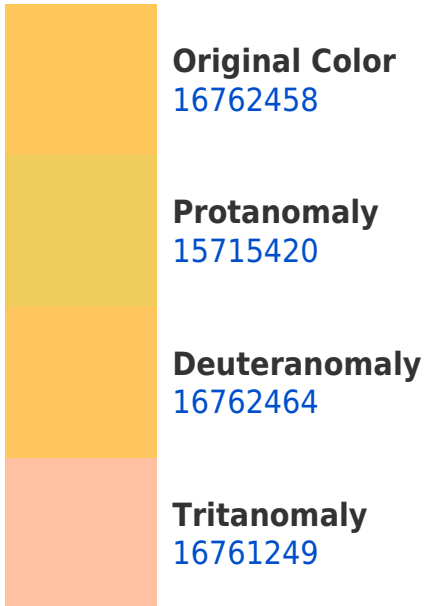 Original Color
16762458
Protanomaly
15715420
Deuteranomaly
16762464
Tritanomaly
16761249